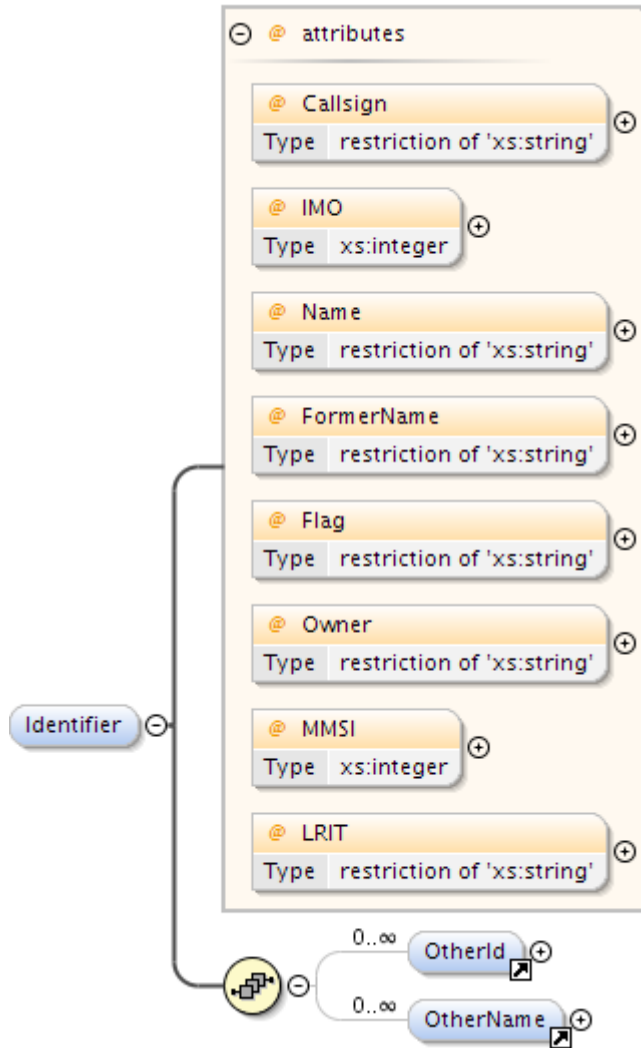 @ attributes
@ Callsign
Type restriction of 'xs:string'
@ IMO
Type xs:integer
@ Name
Type restriction of 'xs:string'
@ FormerName
Type restriction of 'xs:string'
@ Flag
Type restriction of 'xs:string'
@ Owner
Type restriction of 'xs:string'
Identifier
@ MMSI
Type xs:integer
@ LRIT
Type restriction of 'xs:string'
0..∞ OtherId
0..∞ OtherName